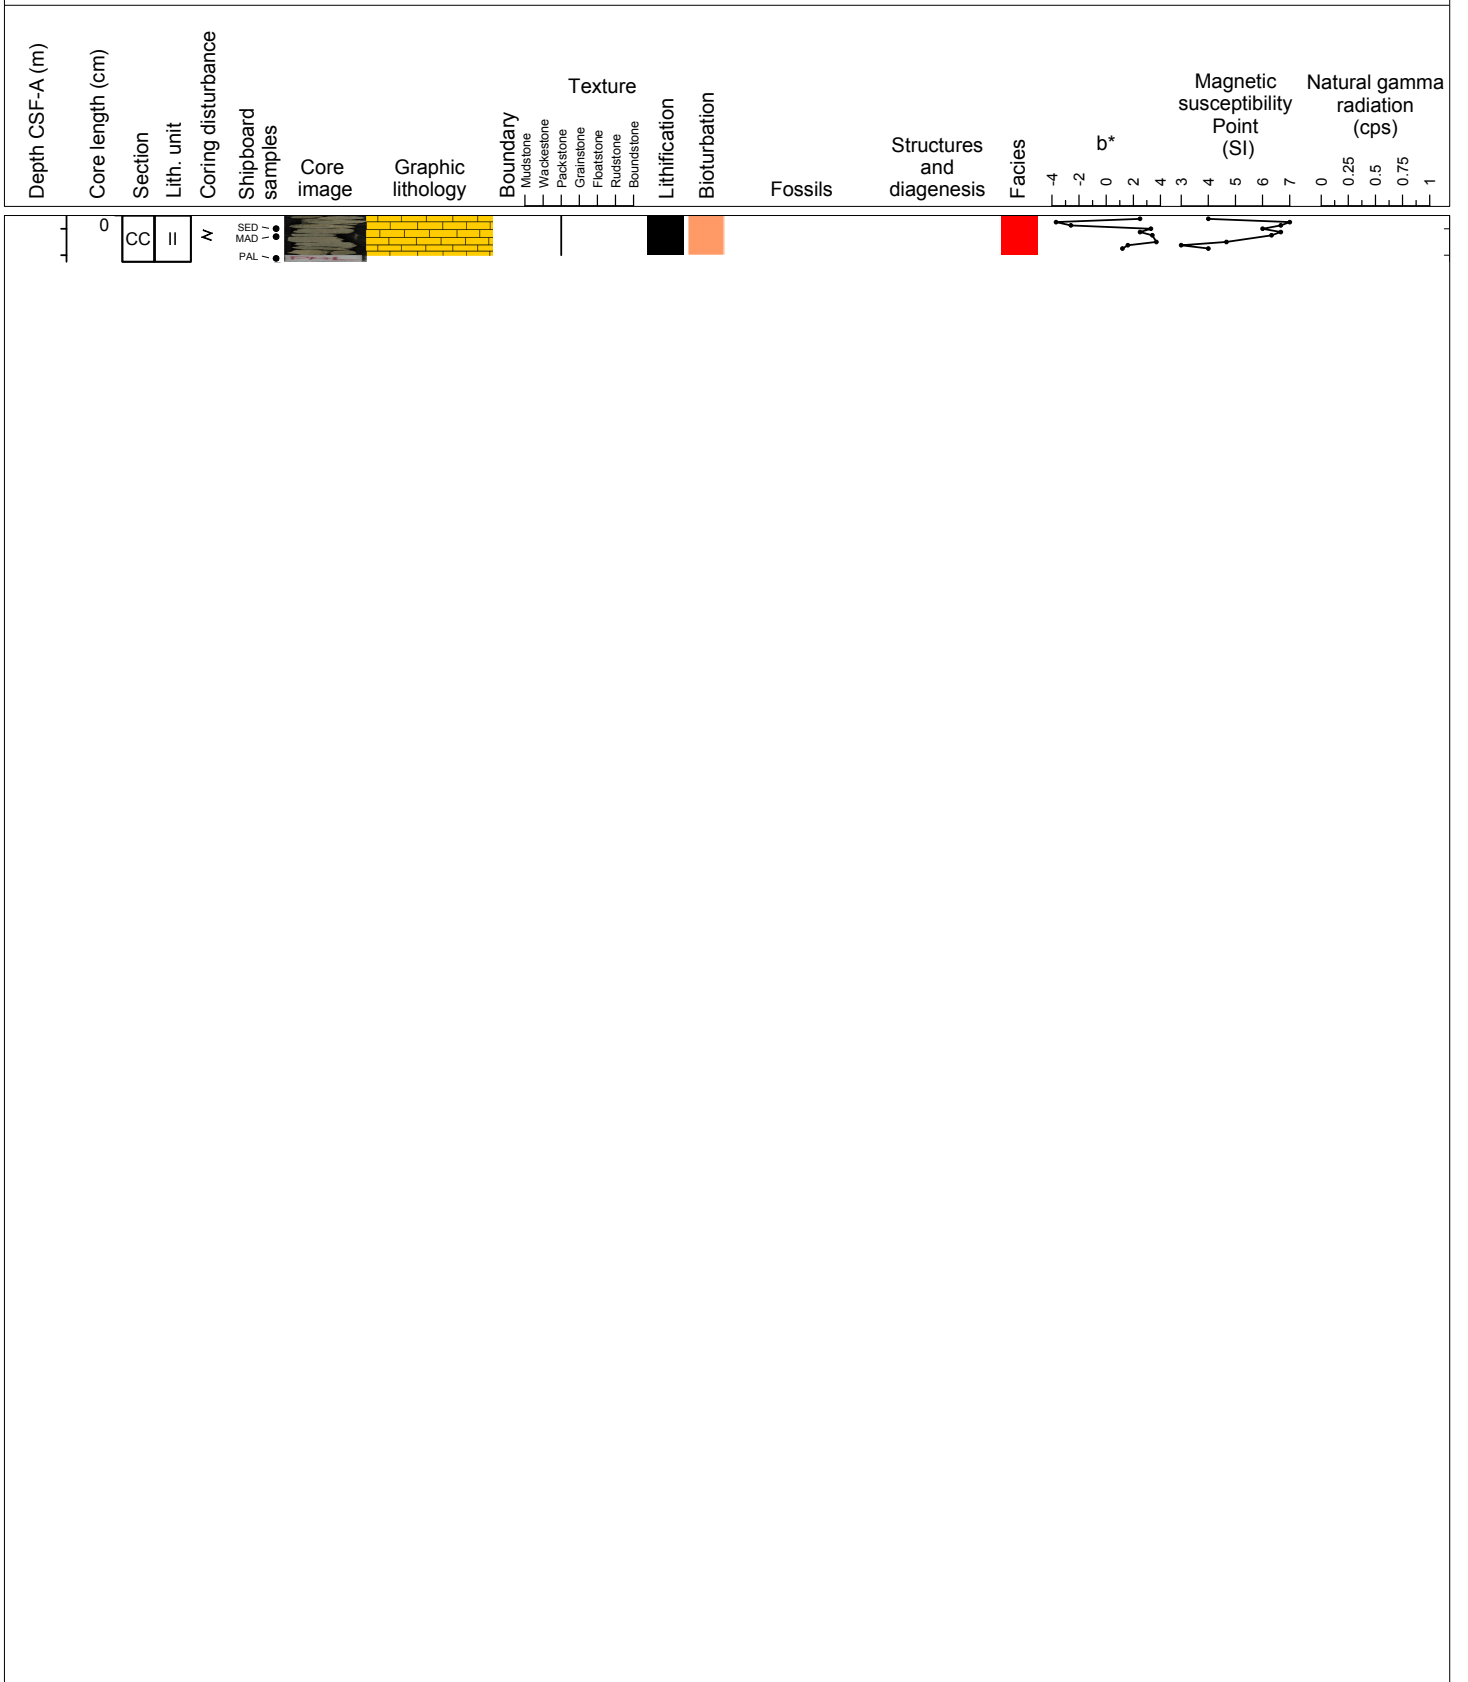 Depth CSF-A (m)
Core length (cm)
Section
Lith. unit
Coring disturbance
Shipboard
samples
Core
image
Graphic
lithology
Boundary
Texture
Mudstone
Wackestone
Packstone
Grainstone
Floatstone
Rudstone
Boundstone
Lithification
Bioturbation
Fossils
Structures
and
diagenesis
Facies
b*
-4
-2
0
2
4
Magnetic
susceptibility
Point
(SI)
3
4
5
6
7
Natural gamma
radiation
(cps)
0
0.25
0.5
0.75
1
0
CC
II
SED
MAD
PAL